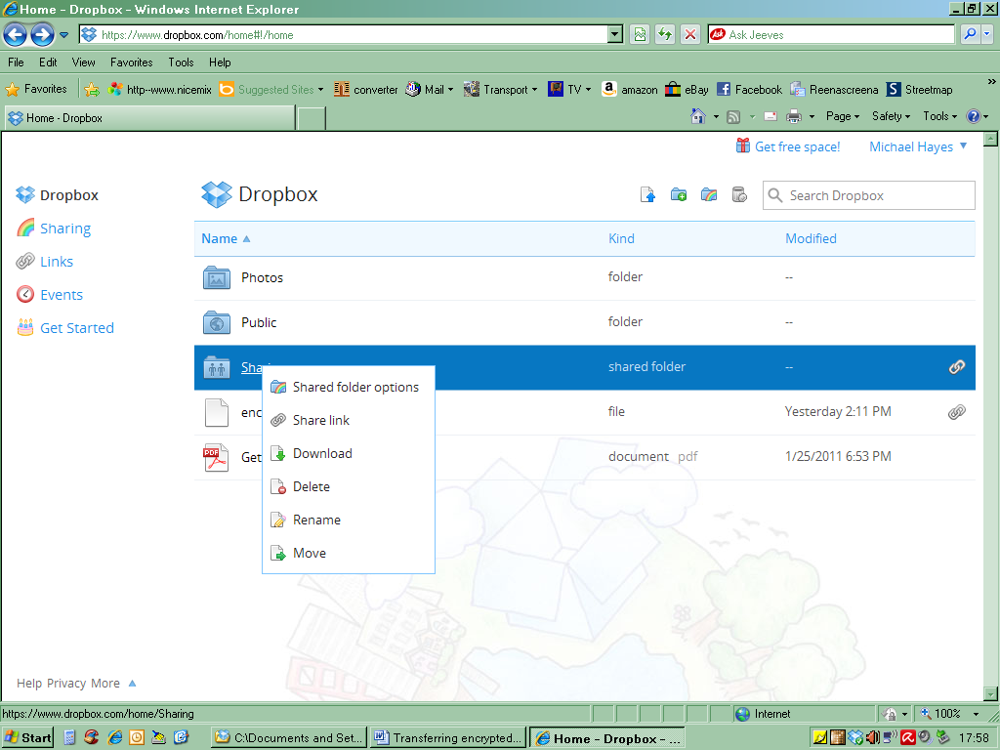 Home - Dropbox - Windows Internet Explorer
https://www.dropbox.com/home#!/home
Ask Jeeves
File Edit View Favorites Tools Help
Favorites http--www.nicemix Suggested Sites converter Mail Transport TV amazon eBay Facebook Reenascreena Streetmap »
Home - Dropbox
Page Safety Tools
Get free space! Michael Hayes
Dropbox
Sharing
Links
Events
Get Started
Dropbox
Search Dropbox
Name Kind Modified
Photos folder --
Public folder --
Shari shared folder --
enc file Yesterday 2:11 PM
Get document pdf 1/25/2011 6:53 PM
PDF
Shared folder options
Share link
Download
Delete
Rename
Move
Help Privacy More
https://www.dropbox.com/home/Sharing Internet 100%
Start C:\Documents and Set... Transferring encrypted... Home - Dropbox - ... 17:58